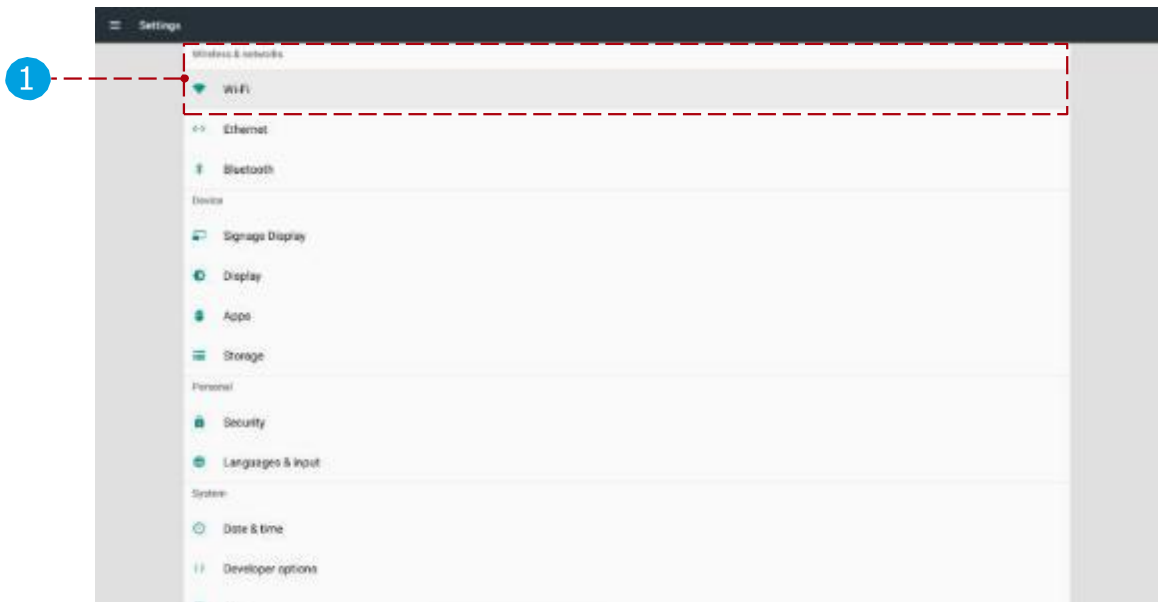 Settings
Wireless & networks
1
Wi-Fi
Ethernet
Bluetooth
Device
Signage Display
Display
Apps
Storage
Personal
Security
Languages & input
System
Date & time
Developer options